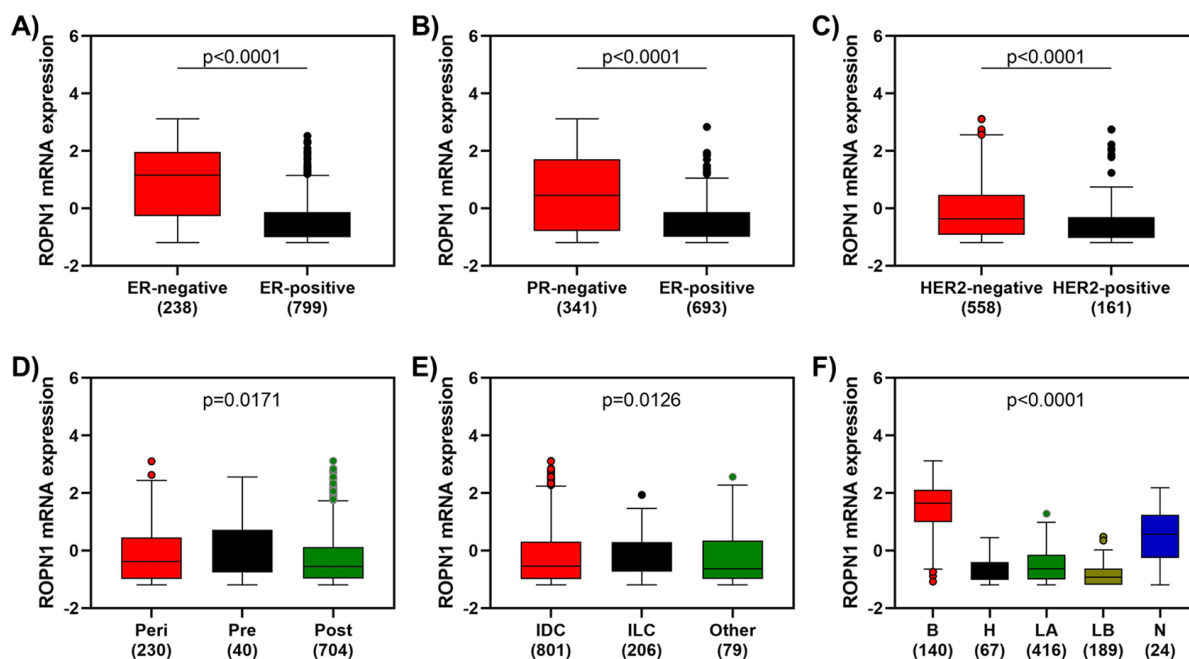 A)
ROPN1 mRNA expression
6
4
2
0
-2
p<0.0001
ER-negative ER-positive
(238) (799)
B)
ROPN1 mRNA expression
6
4
2
0
-2
p<0.0001
PR-negative ER-positive
(341) (693)
C)
ROPN1 mRNA expression
6
4
2
0
-2
p<0.0001
HER2-negative HER2-positive
(558) (161)
D)
ROPN1 mRNA expression
6
4
2
0
-2
p=0.0171
Peri Pre Post
(230) (40) (704)
E)
ROPN1 mRNA expression
6
4
2
0
-2
p=0.0126
IDC ILC Other
(801) (206) (79)
F)
ROPN1 mRNA expression
6
4
2
0
-2
p<0.0001
B H LA LB N
(140) (67) (416) (189) (24)